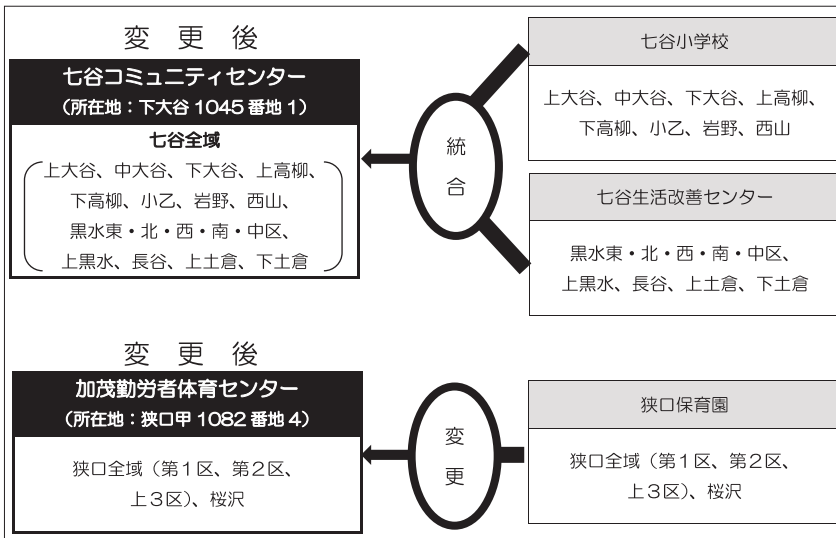 変更後
七谷コミュニティセンター
（所在地：下大谷 1045 番地 1）
七谷全域
上大谷、中大谷、下大谷、上高柳、
下高柳、小乙、岩野、西山、
黒水東・北・西・南・中区、
上黒水、長谷、上土倉、下土倉
統合
七谷小学校
上大谷、中大谷、下大谷、上高柳、
下高柳、小乙、岩野、西山
七谷生活改善センター
黒水東・北・西・南・中区、
上黒水、長谷、上土倉、下土倉
変更後
加茂勤労者体育センター
（所在地：狭口甲 1082 番地 4）
狭口全域（第１区、第２区、
上３区）、桜沢
変更
狭口保育園
狭口全域（第１区、第２区、
上３区）、桜沢